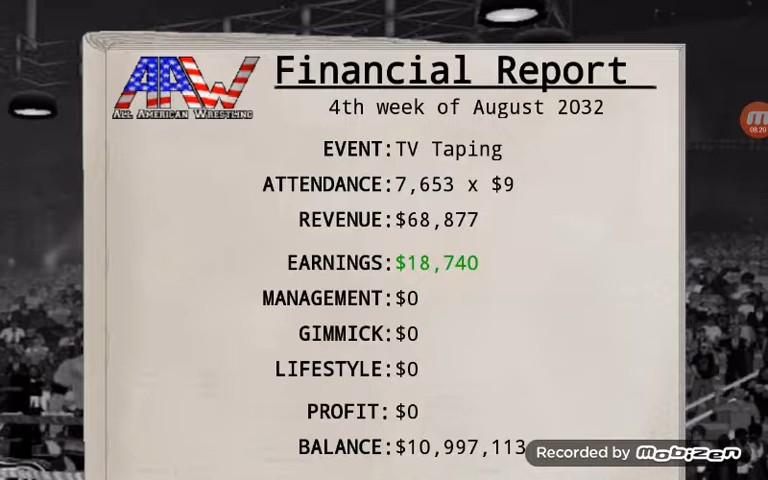 AAW
ALL AMERICAN WRESTLING
Financial Report
4th week of August 2032
EVENT: TV Taping
ATTENDANCE: 7,653 x $9
REVENUE: $68,877
EARNINGS: $18,740
MANAGEMENT: $0
GIMMICK: $0
LIFESTYLE: $0
PROFIT: $0
BALANCE: $10,997,113
08:20
Recorded by mobizen